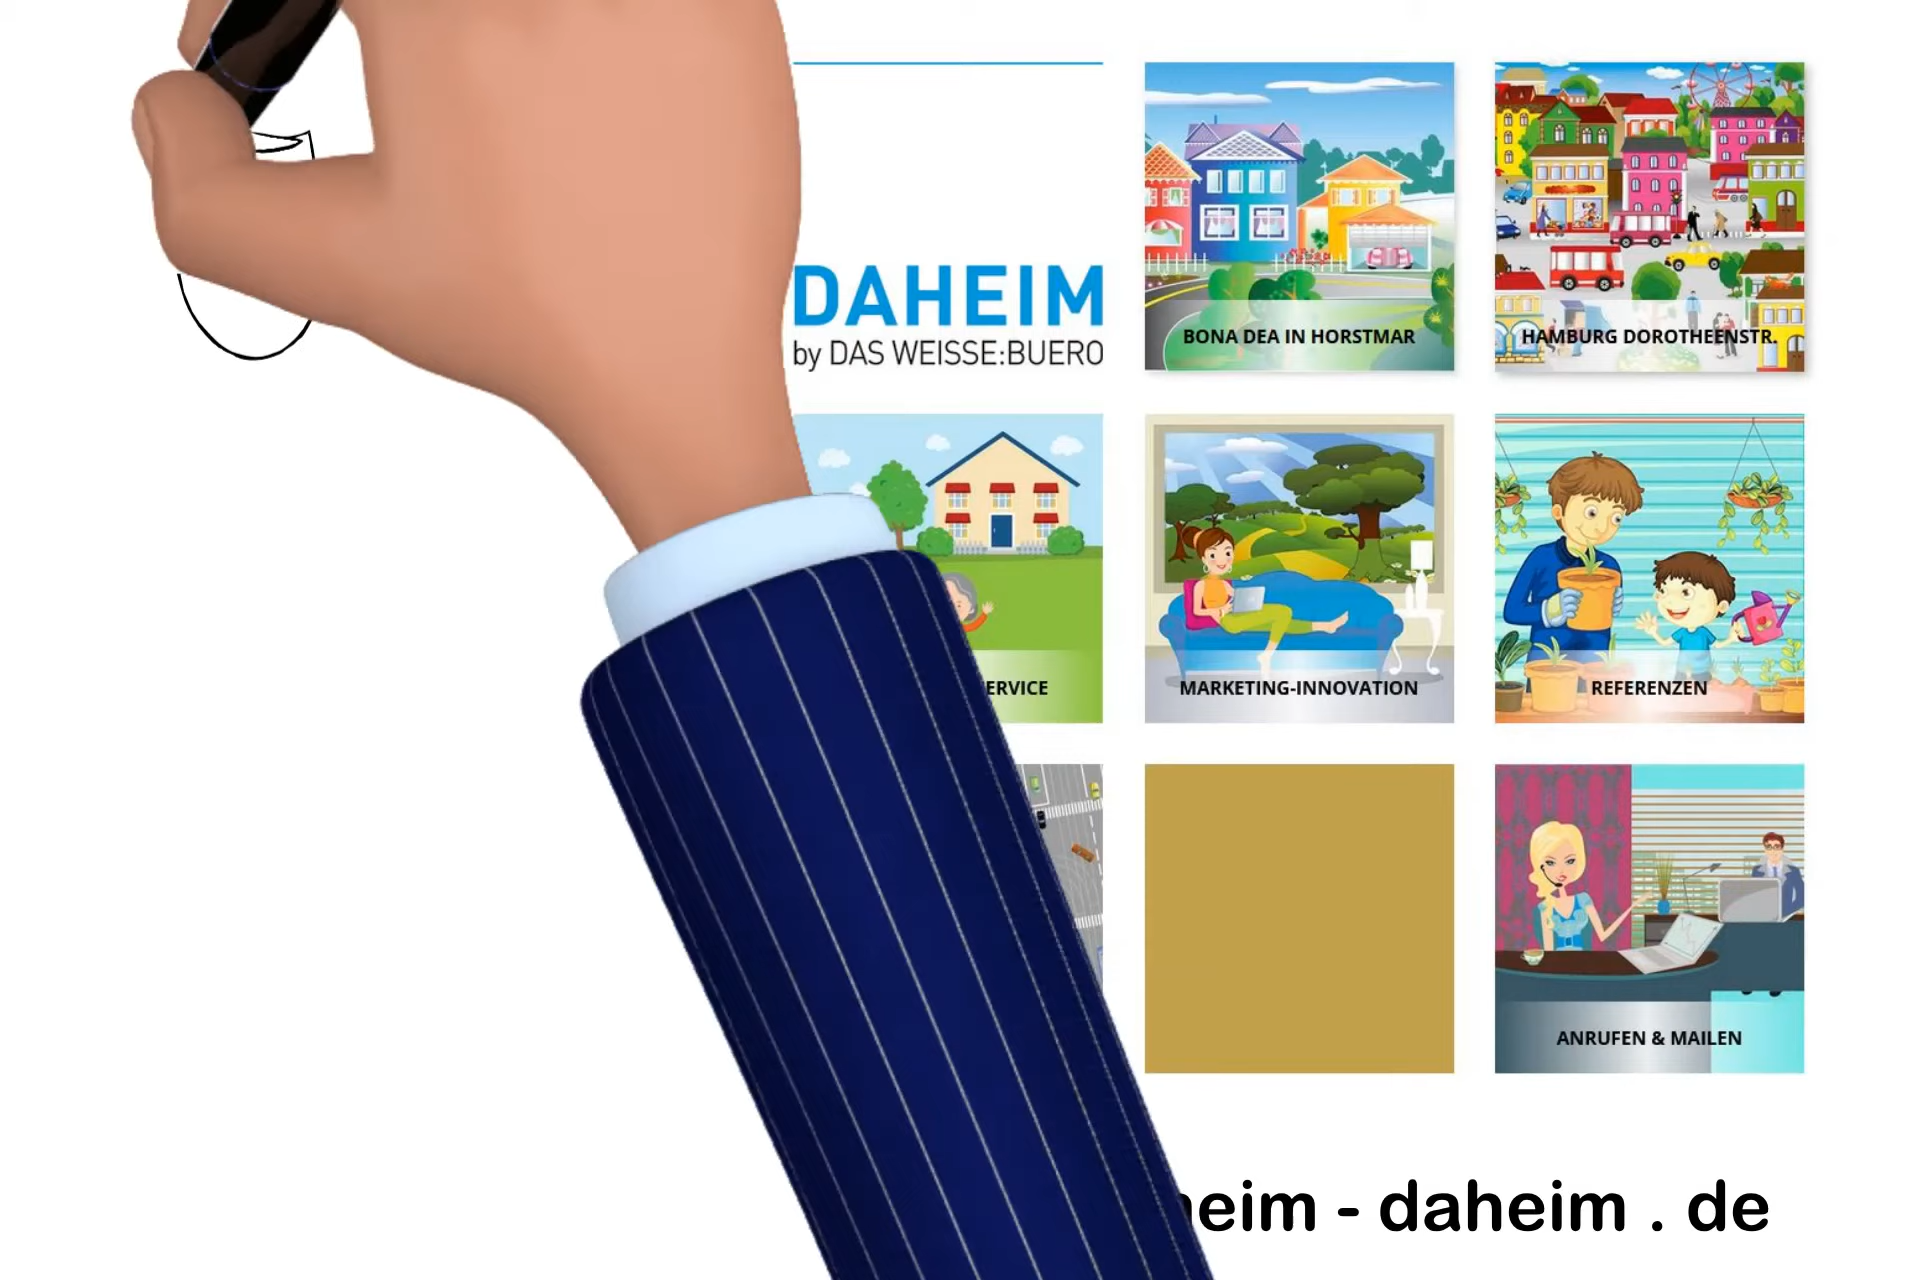 DAHEIM
by DAS WEISSE:BUERO
BONA DEA IN HORSTMAR
HAMBURG DOROTHEENSTR.
ERVICE
MARKETING-INNOVATION
REFERENZEN
ANRUFEN & MAILEN
heim - daheim . de